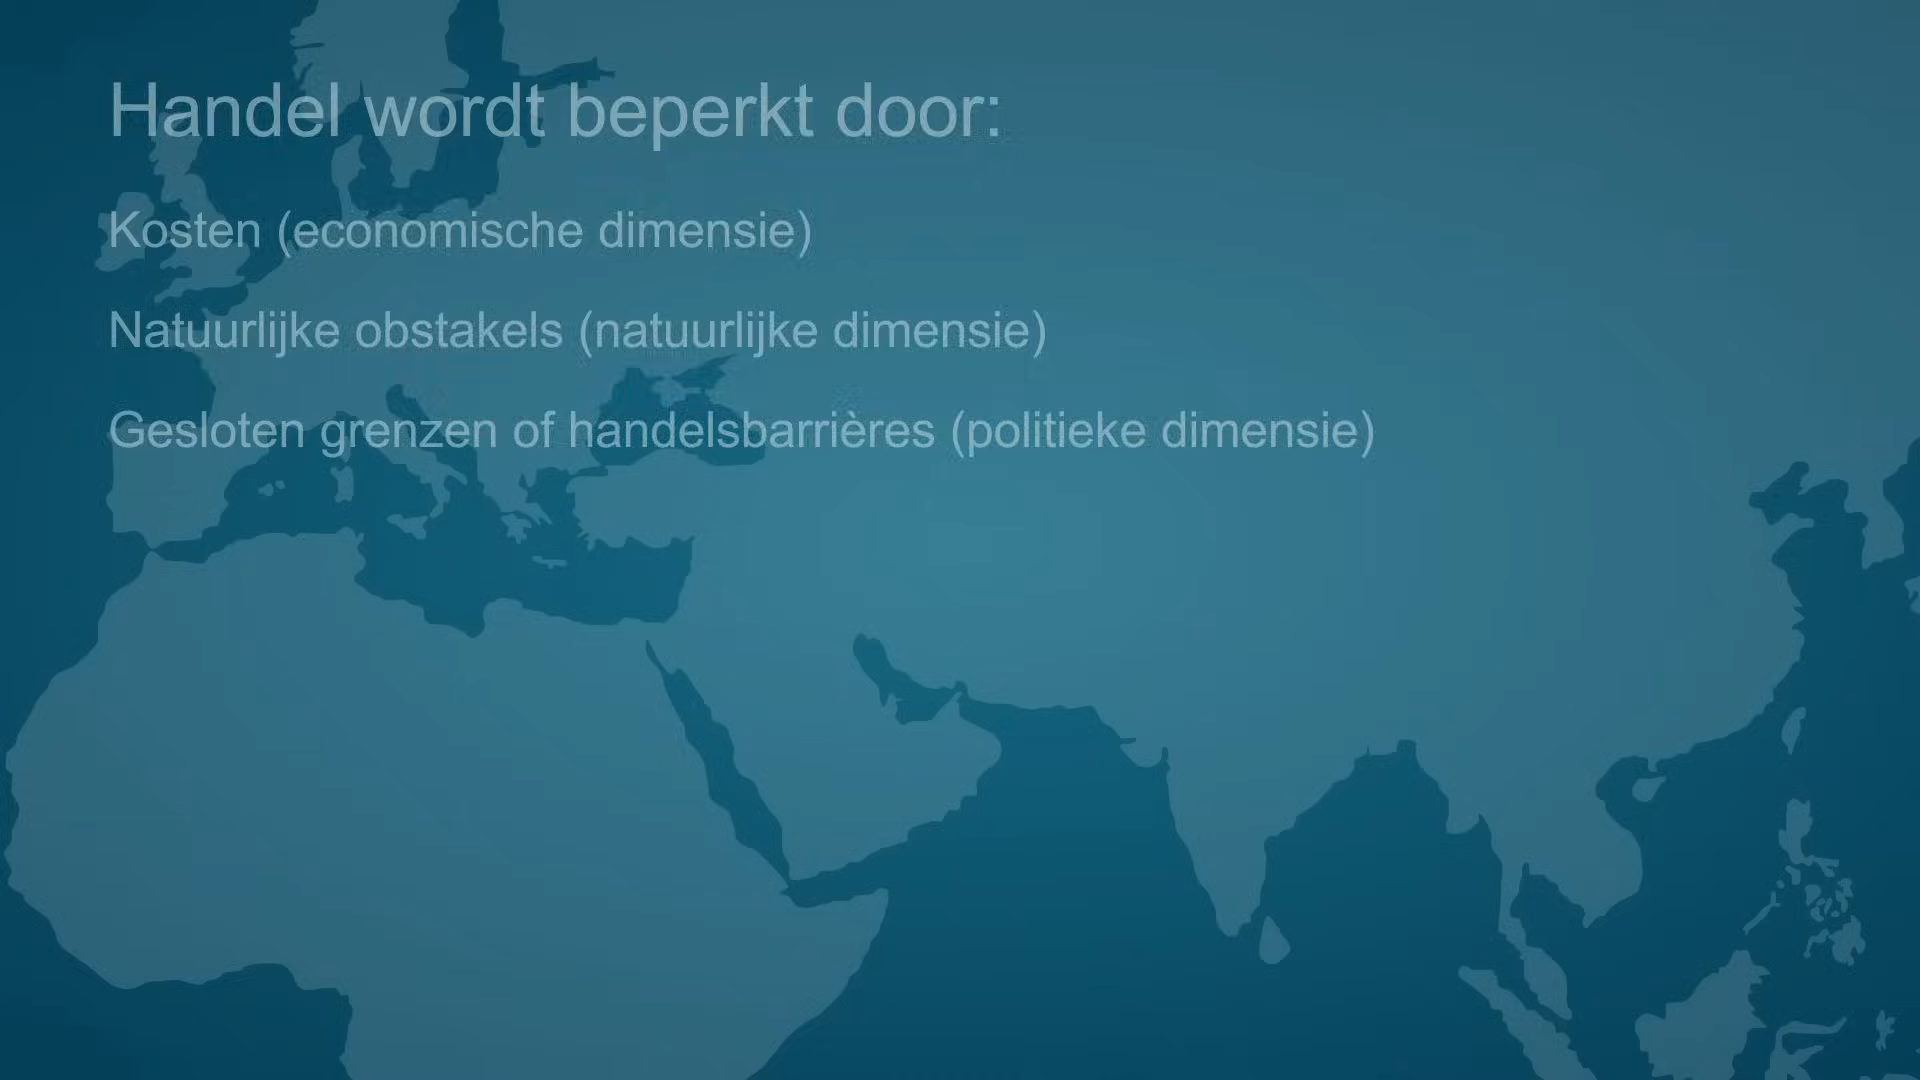 Handel wordt beperkt door:
Kosten (economische dimensie)
Natuurlijke obstakels (natuurlijke dimensie)
Gesloten grenzen of handelsbarrières (politieke dimensie)